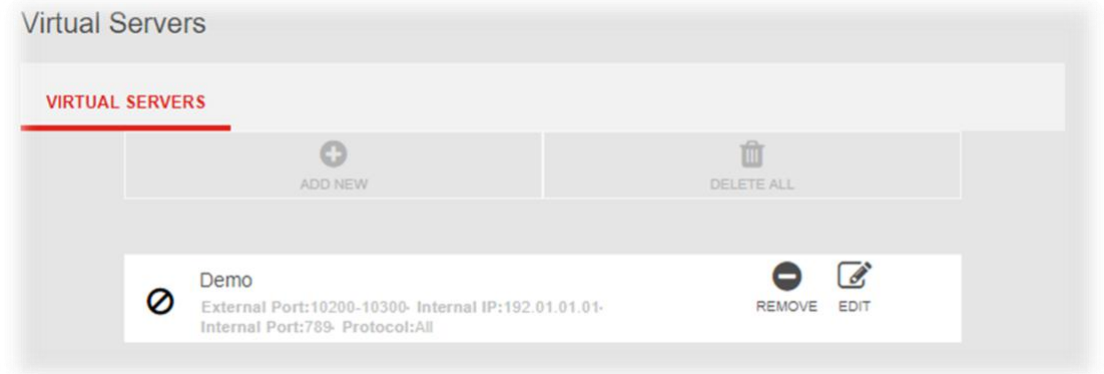 Virtual Servers
VIRTUAL SERVERS
ADD NEW
DELETE ALL
Demo
External Port:10200-10300- Internal IP:192.01.01.01-
Internal Port:789- Protocol:All
REMOVE
EDIT